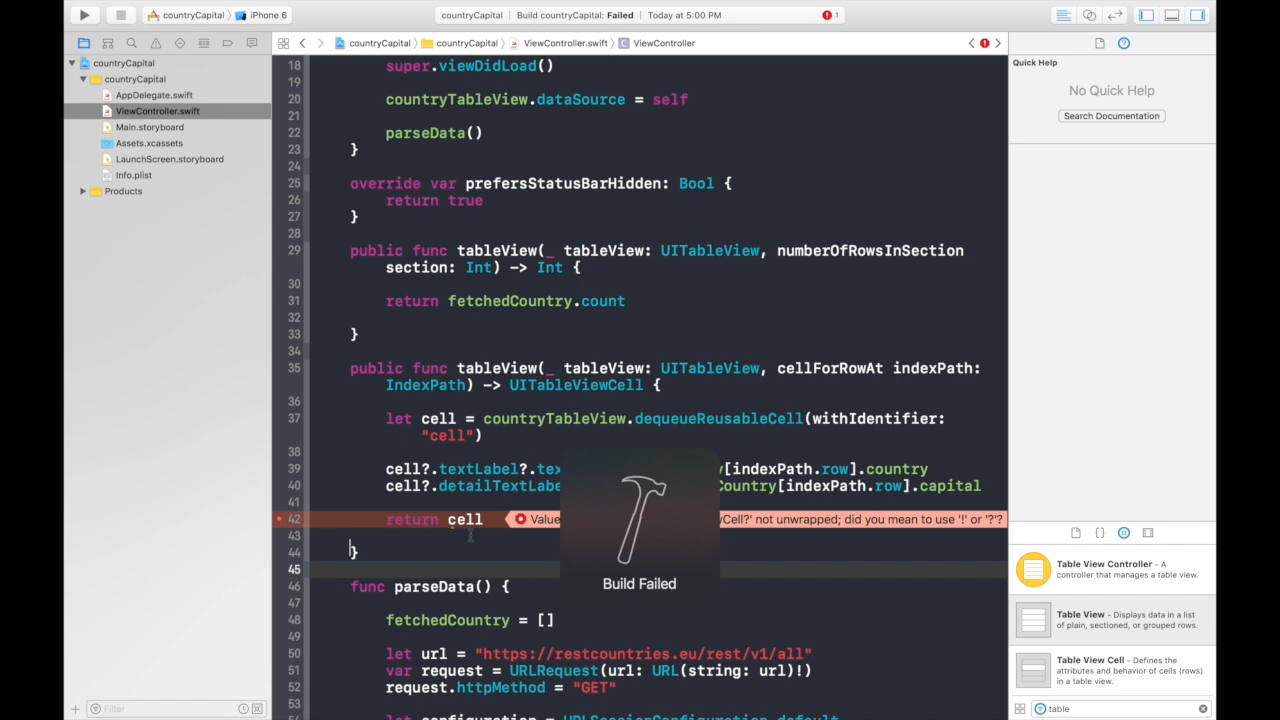 countryCapital iPhone 6
countryCapital Build countryCapital: Failed Today at 5:00 PM
1
countryCapital countryCapital ViewController.swift C ViewController
countryCapital
countryCapital
AppDelegate.swift
ViewController.swift
Main.storyboard
Assets.xcassets
LaunchScreen.storyboard
Info.plist
Products
Filter
18 super.viewDidLoad()
19
20 countryTableView.dataSource = self
21
22 parseData()
23 }
24
25 override var prefersStatusBarHidden: Bool {
26 return true
27 }
28
29 public func tableView(_ tableView: UITableView, numberOfRowsInSection
section: Int) -> Int {
30
31 return fetchedCountry.count
32
33 }
34
35 public func tableView(_ tableView: UITableView, cellForRowAt indexPath:
IndexPath) -> UITableViewCell {
36
37 let cell = countryTableView.dequeueReusableCell(withIdentifier:
"cell")
38
39 cell?.textLabel?.tex y[indexPath.row].country
40 cell?.detailTextLabe Country[indexPath.row].capital
41
42 return cell Value wCell?' not unwrapped; did you mean to use '!' or '?'?
43
44 }
45
46 func parseData() {
47
48 fetchedCountry = []
49
50 let url = "https://restcountries.eu/rest/v1/all"
51 var request = URLRequest(url: URL(string: url)!)
52 request.httpMethod = "GET"
53
let configuration = URLSessionConfiguration.default
Build Failed
Quick Help
No Quick Help
Search Documentation
{}
Table View Controller - A
controller that manages a table view.
Table View - Displays data in a list
of plain, sectioned, or grouped rows.
Table View Cell - Defines the
attributes and behavior of cells (rows)
in a table view.
table